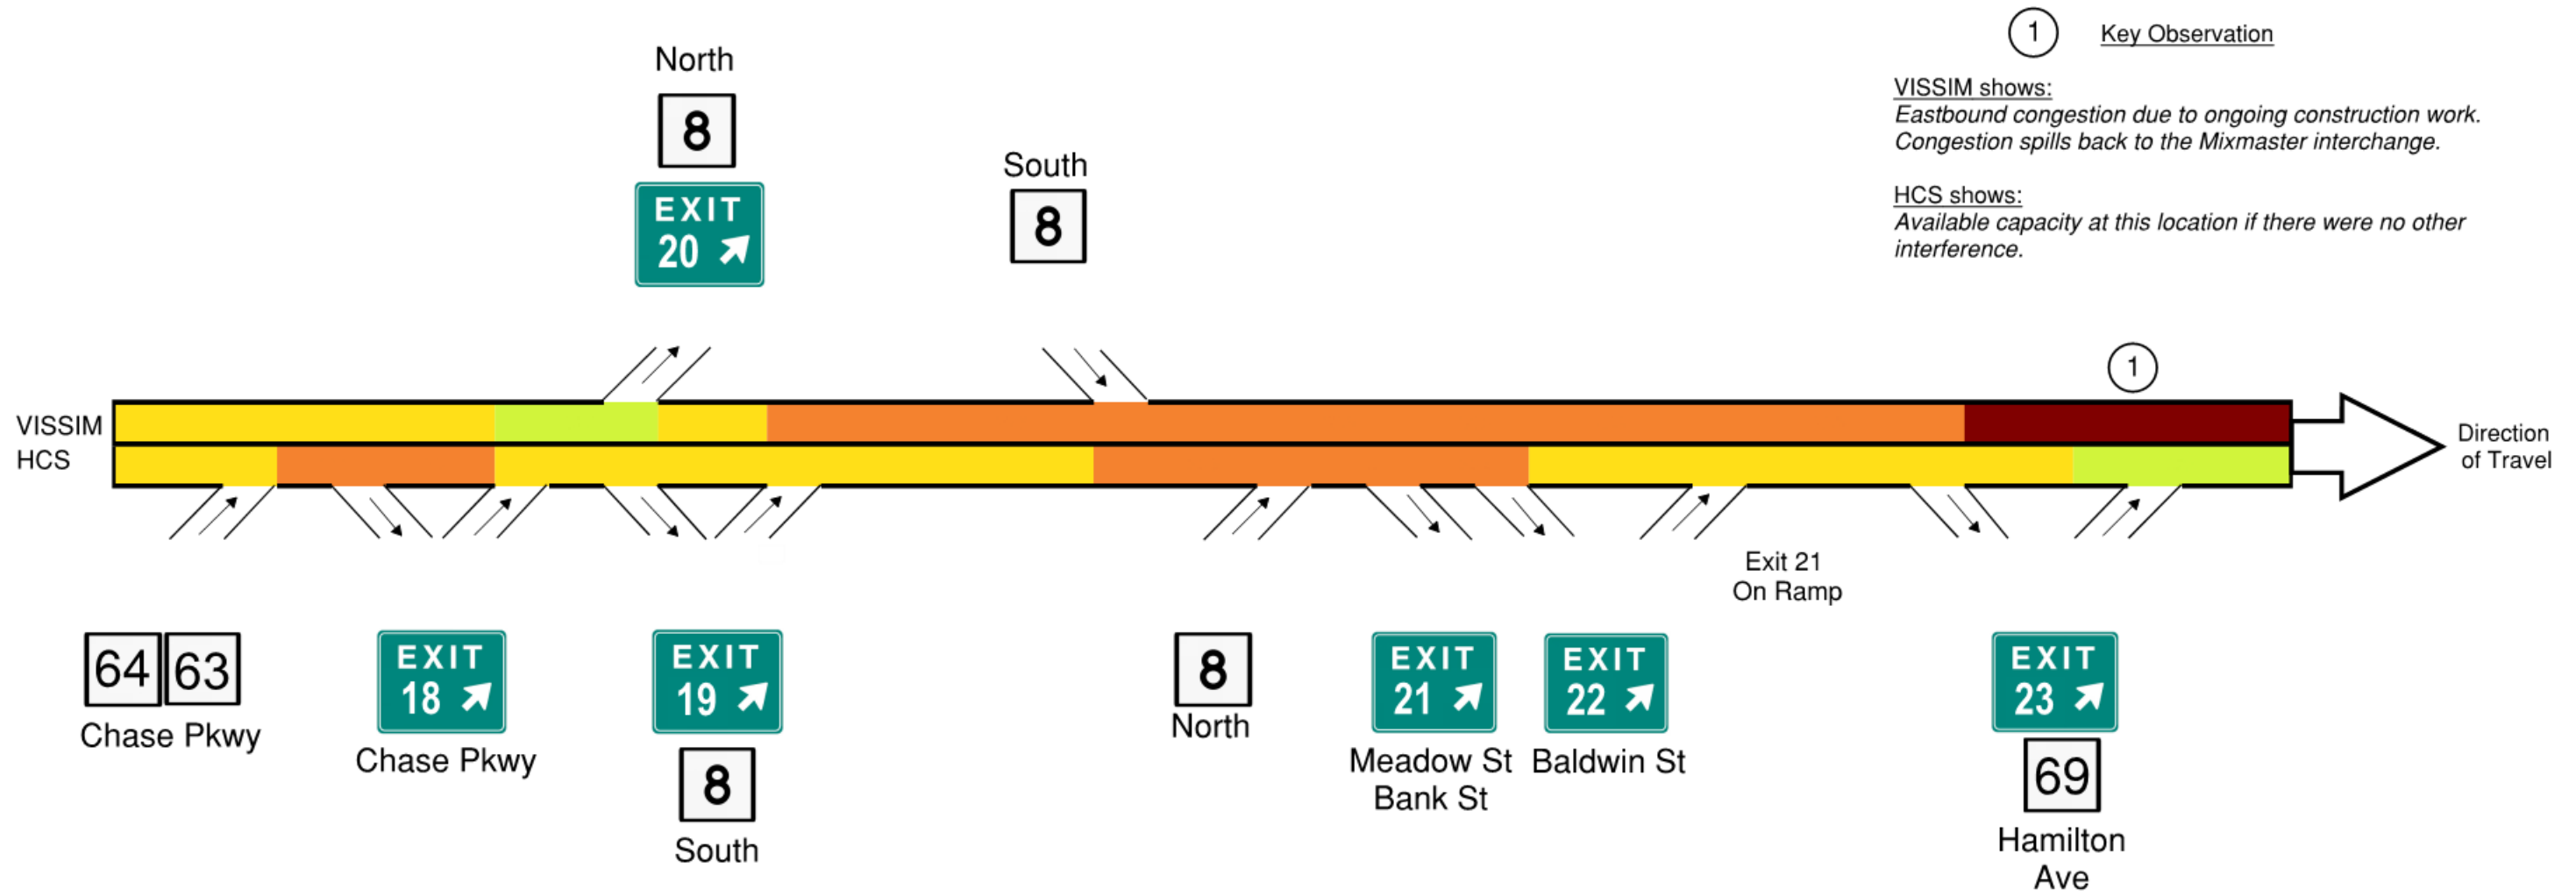 1 Key Observation
VISSIM shows:
Eastbound congestion due to ongoing construction work.
Congestion spills back to the Mixmaster interchange.
HCS shows:
Available capacity at this location if there were no other
interference.
North
8
EXIT
20
South
8
1
VISSIM
HCS
Direction
of Travel
Exit 21
On Ramp
64 63
Chase Pkwy
EXIT
18
Chase Pkwy
EXIT
19
8
South
8
North
EXIT
21
Meadow St
Bank St
EXIT
22
Baldwin St
EXIT
23
69
Hamilton
Ave